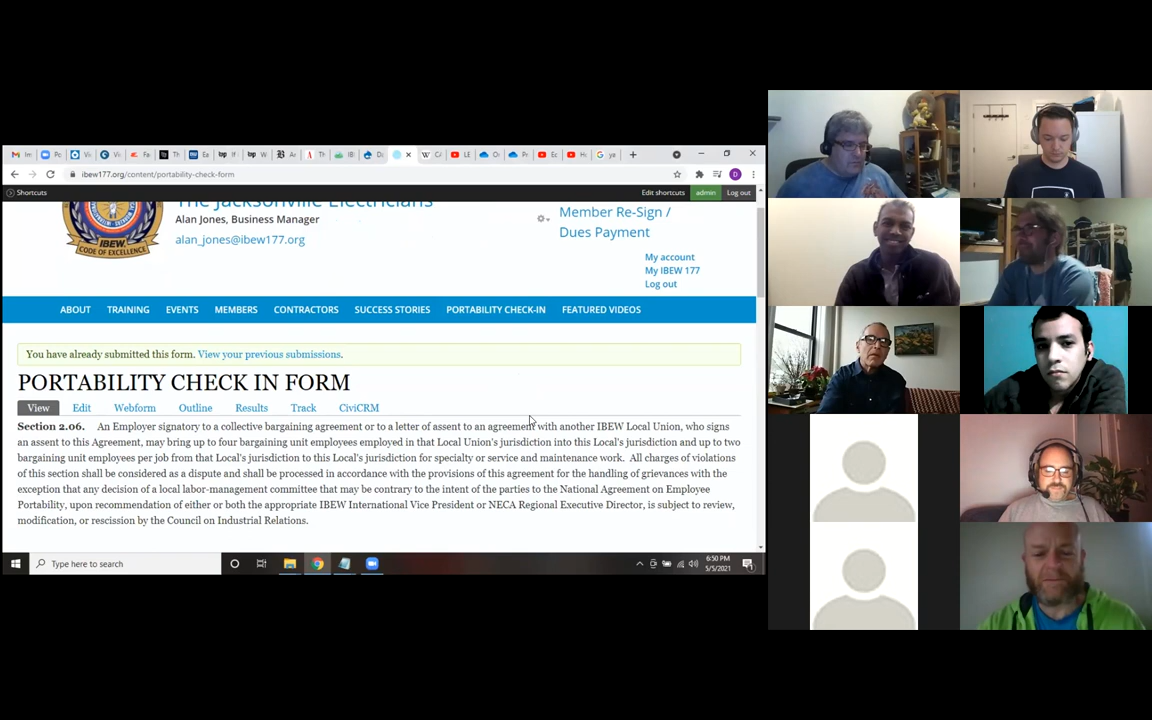 ibew177.org/content/portability-check-form
Shortcuts
Edit shortcuts
admin
Log out
The Jacksonville Electricians
Alan Jones, Business Manager
alan_jones@ibew177.org
IBEW
CODE OF EXCELLENCE
Member Re-Sign /
Dues Payment
My account
My IBEW 177
Log out
ABOUT TRAINING EVENTS MEMBERS CONTRACTORS SUCCESS STORIES PORTABILITY CHECK-IN FEATURED VIDEOS
You have already submitted this form. View your previous submissions.
PORTABILITY CHECK IN FORM
View Edit Webform Outline Results Track CiviCRM
Section 2.06. An Employer signatory to a collective bargaining agreement or to a letter of assent to an agreement with another IBEW Local Union, who signs
an assent to this Agreement, may bring up to four bargaining unit employees employed in that Local Union's jurisdiction into this Local's jurisdiction and up to two
bargaining unit employees per job from that Local's jurisdiction to this Local's jurisdiction for specialty or service and maintenance work. All charges of violations
of this section shall be considered as a dispute and shall be processed in accordance with the provisions of this agreement for the handling of grievances with the
exception that any decision of a local labor-management committee that may be contrary to the intent of the parties to the National Agreement on Employee
Portability, upon recommendation of either or both the appropriate IBEW International Vice President or NECA Regional Executive Director, is subject to review,
modification, or rescission by the Council on Industrial Relations.
Type here to search
6:50 PM
5/5/2021